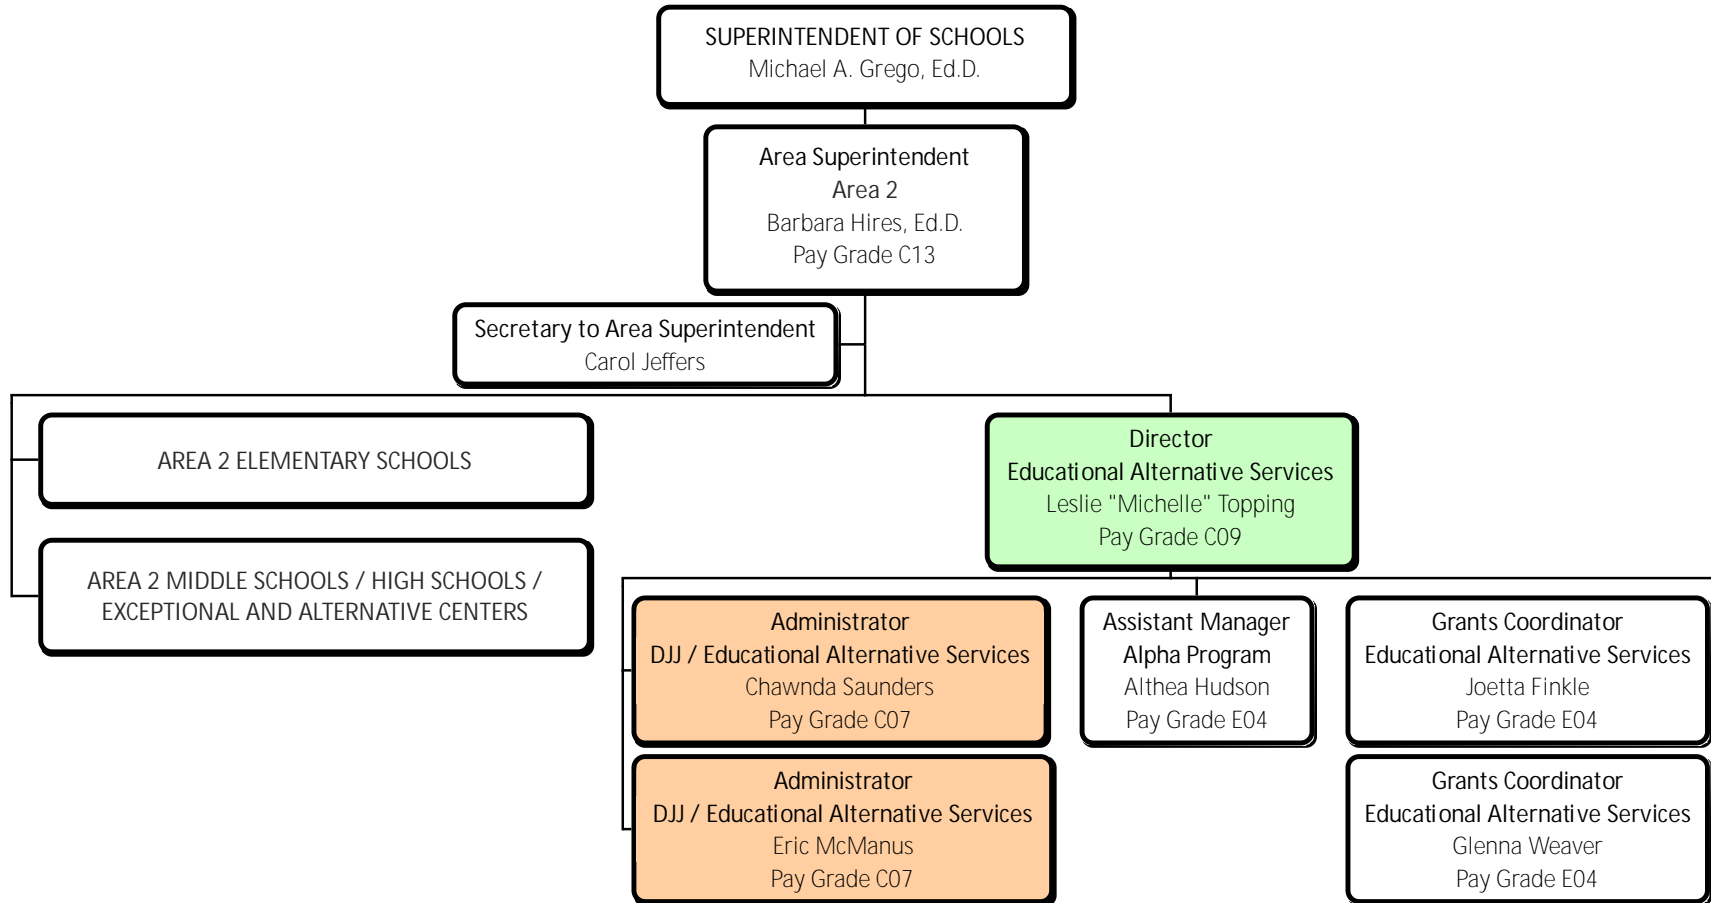 SUPERINTENDENT OF SCHOOLS
Michael A. Grego, Ed.D.
Area Superintendent
Area 2
Barbara Hires, Ed.D.
Pay Grade C13
Secretary to Area Superintendent
Carol Jeffers
AREA 2 ELEMENTARY SCHOOLS
AREA 2 MIDDLE SCHOOLS / HIGH SCHOOLS /
EXCEPTIONAL AND ALTERNATIVE CENTERS
Director
Educational Alternative Services
Leslie "Michelle" Topping
Pay Grade C09
Administrator
DJJ / Educational Alternative Services
Chawnda Saunders
Pay Grade C07
Administrator
DJJ / Educational Alternative Services
Eric McManus
Pay Grade C07
Assistant Manager
Alpha Program
Althea Hudson
Pay Grade E04
Grants Coordinator
Educational Alternative Services
Joetta Finkle
Pay Grade E04
Grants Coordinator
Educational Alternative Services
Glenna Weaver
Pay Grade E04